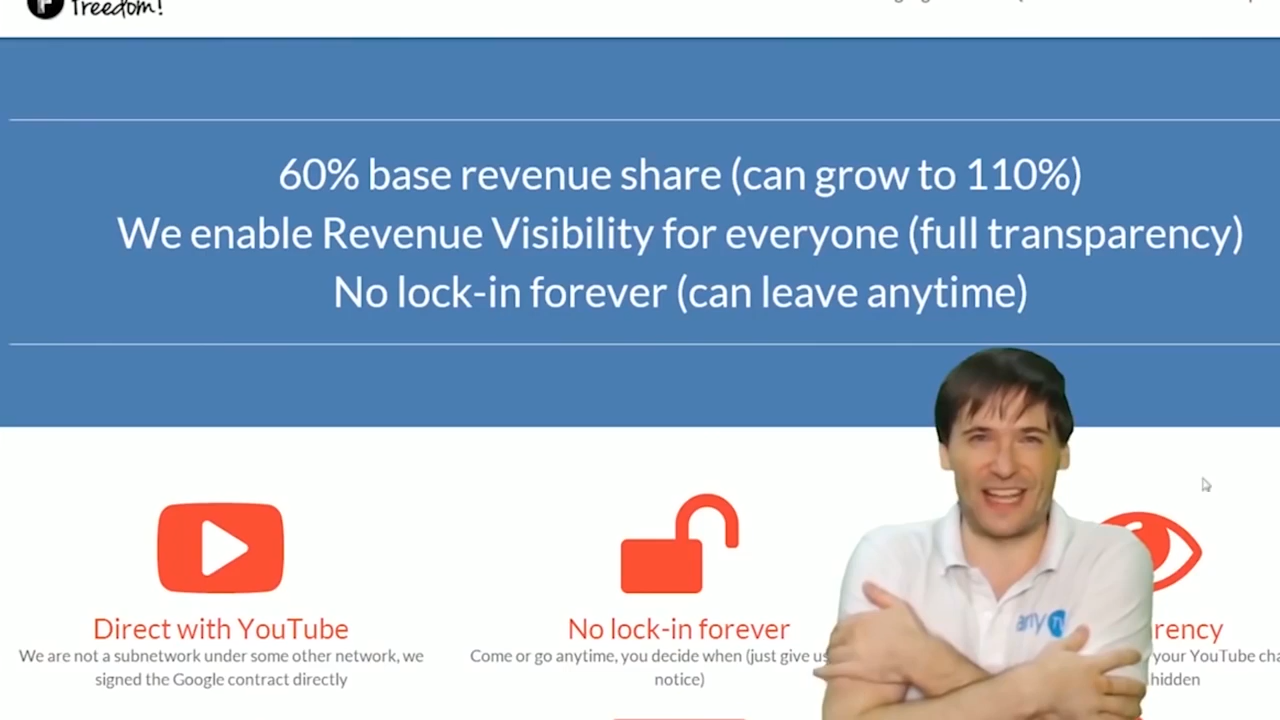 Freedom!
60% base revenue share (can grow to 110%)
We enable Revenue Visibility for everyone (full transparency)
No lock-in forever (can leave anytime)
Direct with YouTube
We are not a subnetwork under some other network, we
signed the Google contract directly
No lock-in forever
Come or go anytime, you decide when (just give us
notice)
any TV
rency
your YouTube cha
hidden